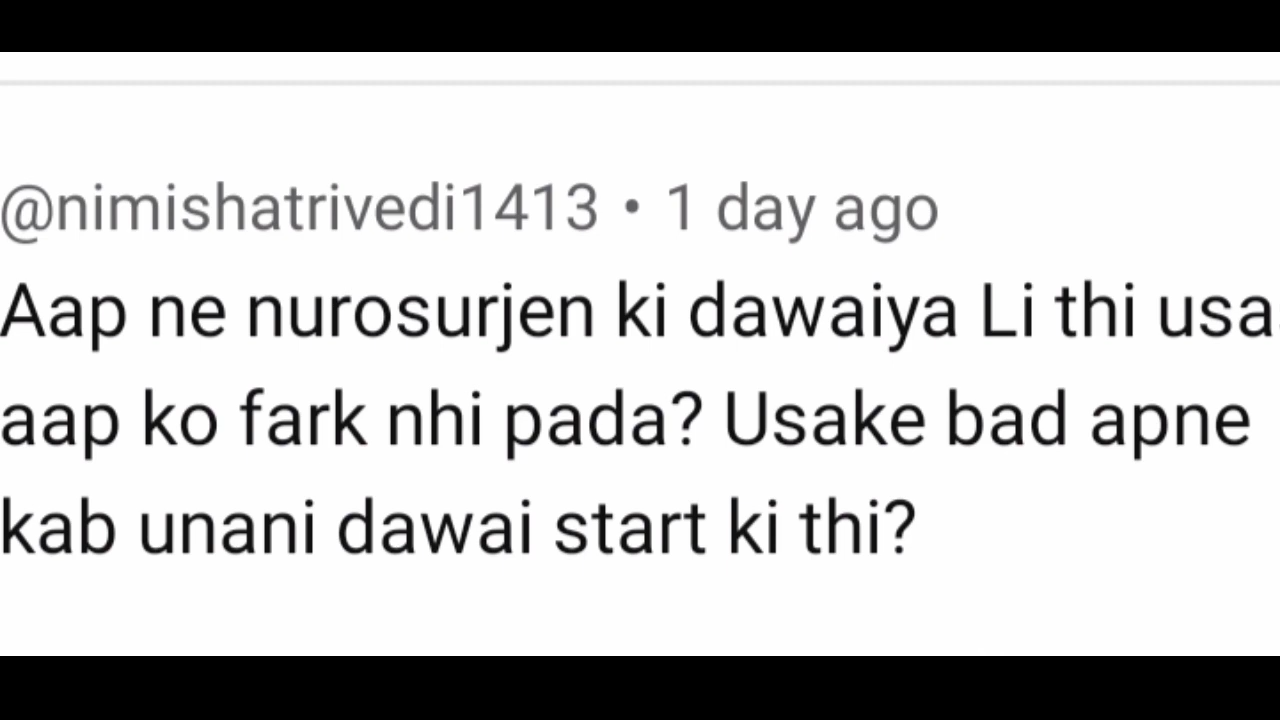 @nimishatrivedi1413 • 1 day ago
Aap ne nurosurjen ki dawaiya Li thi
aap ko fark nhi pada? Usake bad apne
kab unani dawai start ki thi?